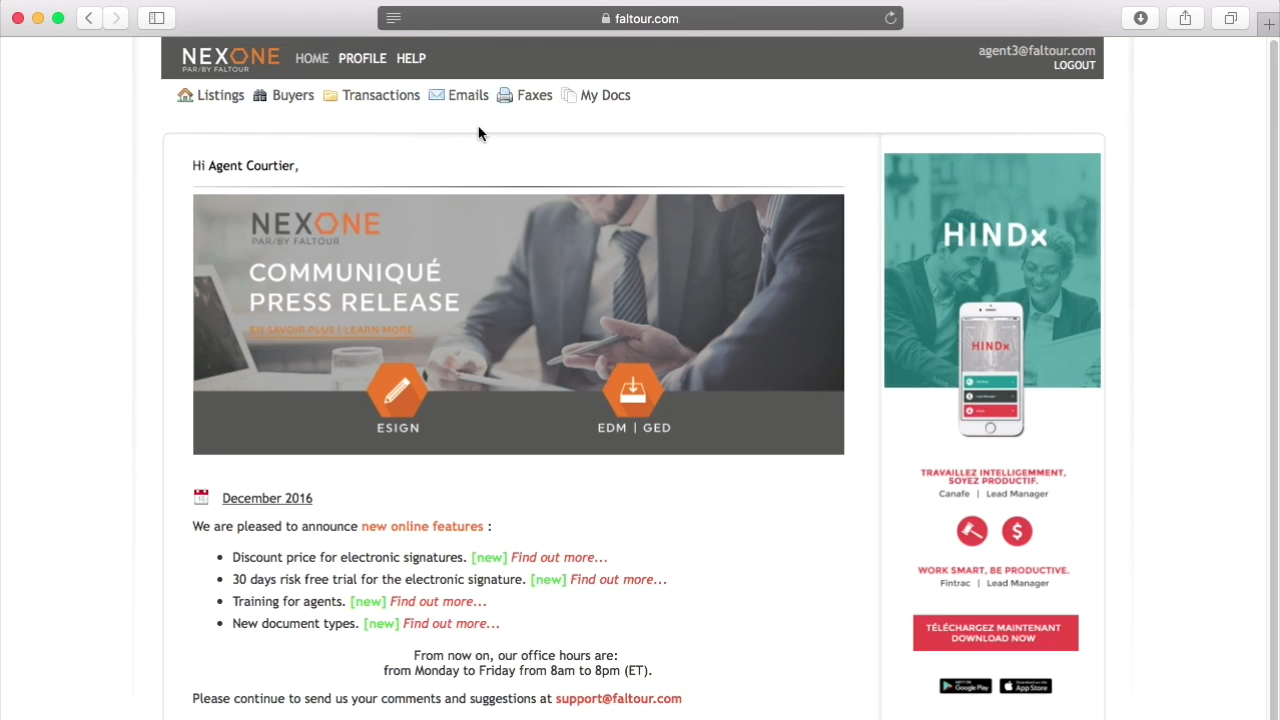 faltour.com
NEXONE
PAR/BY FALTOUR
HOME PROFILE HELP
agent3@faltour.com
LOGOUT
Listings Buyers Transactions Emails Faxes My Docs
Hi Agent Courtier,
NEXONE
PAR/BY FALTOUR
COMMUNIQUÉ
PRESS RELEASE
EN SAVOIR PLUS | LEARN MORE
ESIGN
EDM | GED
December 2016
We are pleased to announce new online features :
Discount price for electronic signatures. [new] Find out more...
30 days risk free trial for the electronic signature. [new] Find out more...
Training for agents. [new] Find out more...
New document types. [new] Find out more...
From now on, our office hours are:
from Monday to Friday from 8am to 8pm (ET).
Please continue to send us your comments and suggestions at support@faltour.com
HINDx
HINDx
TRAVAILLEZ INTELLIGEMMENT,
SOYEZ PRODUCTIF.
Canafe | Lead Manager
$
WORK SMART, BE PRODUCTIVE.
Fintrac | Lead Manager
TÉLÉCHARGEZ MAINTENANT
DOWNLOAD NOW
Google Play
App Store